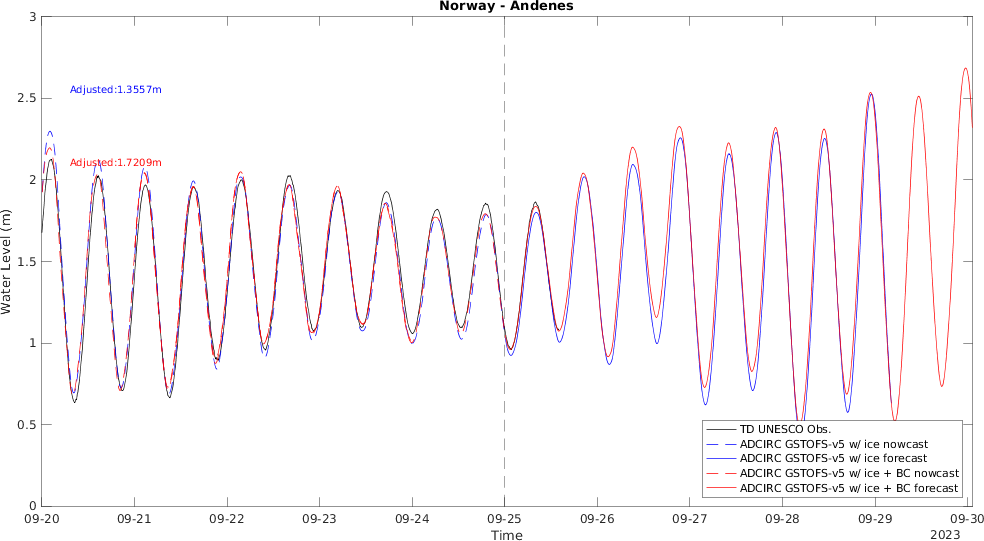 Norway - Andenes
3
2.5
2
1.5
1
0.5
0
Water Level (m)
Adjusted:1.3557m
Adjusted:1.7209m
TD UNESCO Obs.
ADCIRC GSTOFS-v5 w/ ice nowcast
ADCIRC GSTOFS-v5 w/ ice forecast
ADCIRC GSTOFS-v5 w/ ice + BC nowcast
ADCIRC GSTOFS-v5 w/ ice + BC forecast
09-20 09-21 09-22 09-23 09-24 09-25 09-26 09-27 09-28 09-29 09-30
Time
2023